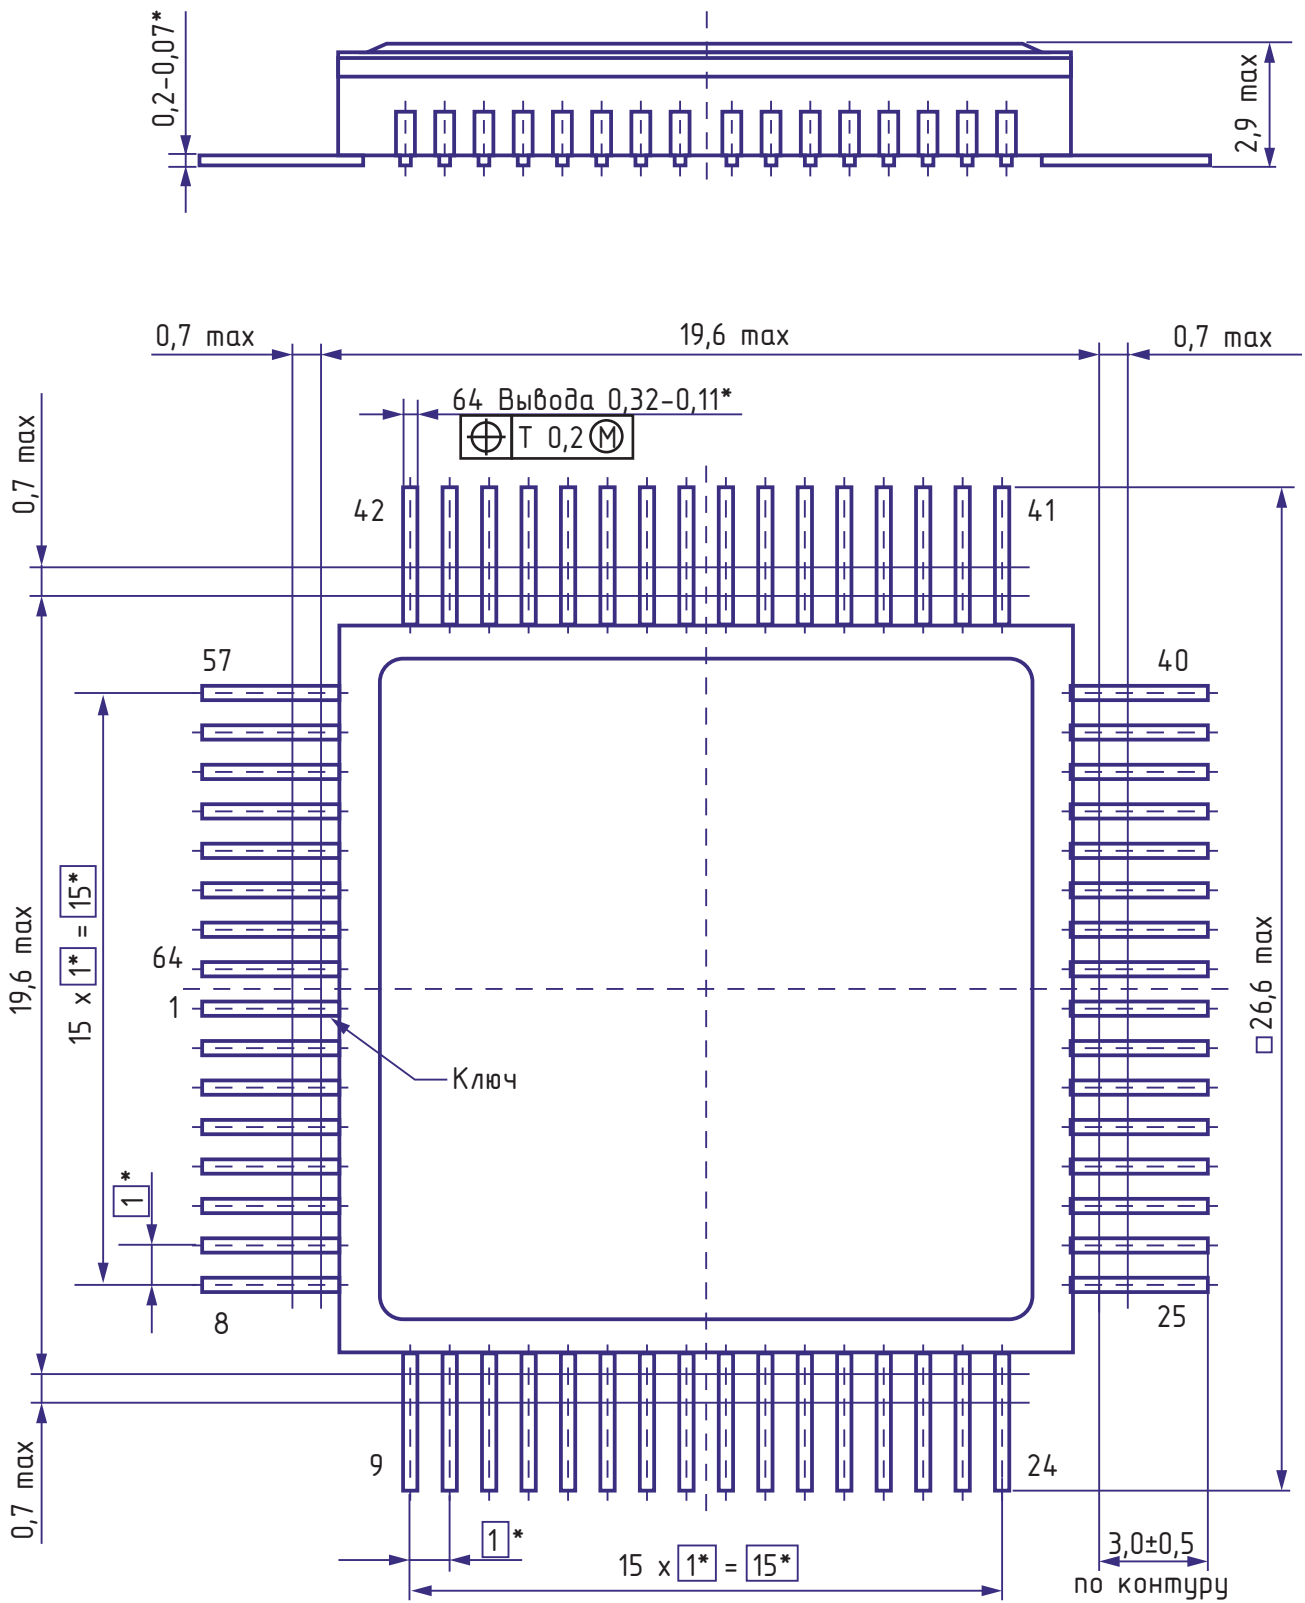 0,2-0,07*
2,9 max
0,7 max
19,6 max
0,7 max
64 Вывода 0,32-0,11*
T 0,2 M
0,7 max
42
41
57
40
19,6 max
15 x 1* = 15*
64
1
Ключ
□26,6 max
1*
8
25
9
24
0,7 max
1*
15 x 1* = 15*
3,0±0,5
по контуру